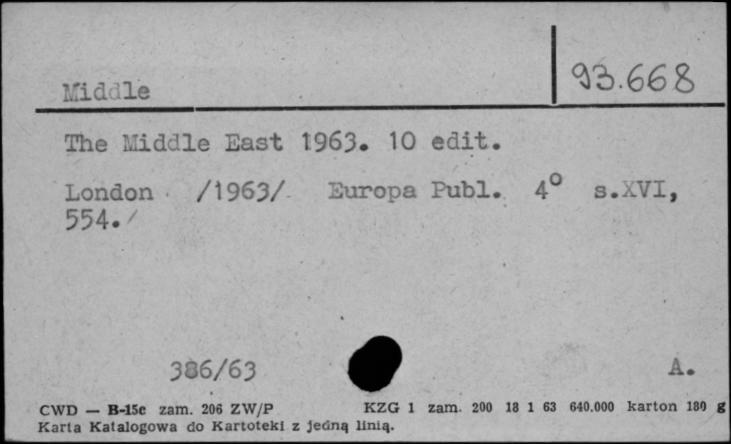 Middle
93.668
The Middle East 1963. 10 edit.
London /1963/ Europa Publ. 4° s.XVI,
554.
386/63
A.
CWD — B-15c zam. 206 ZW/P KZG 1 zam. 200 18 1 63 640.000 karton 180 g
Karta Katalogowa do Kartoteki z jedną linią.